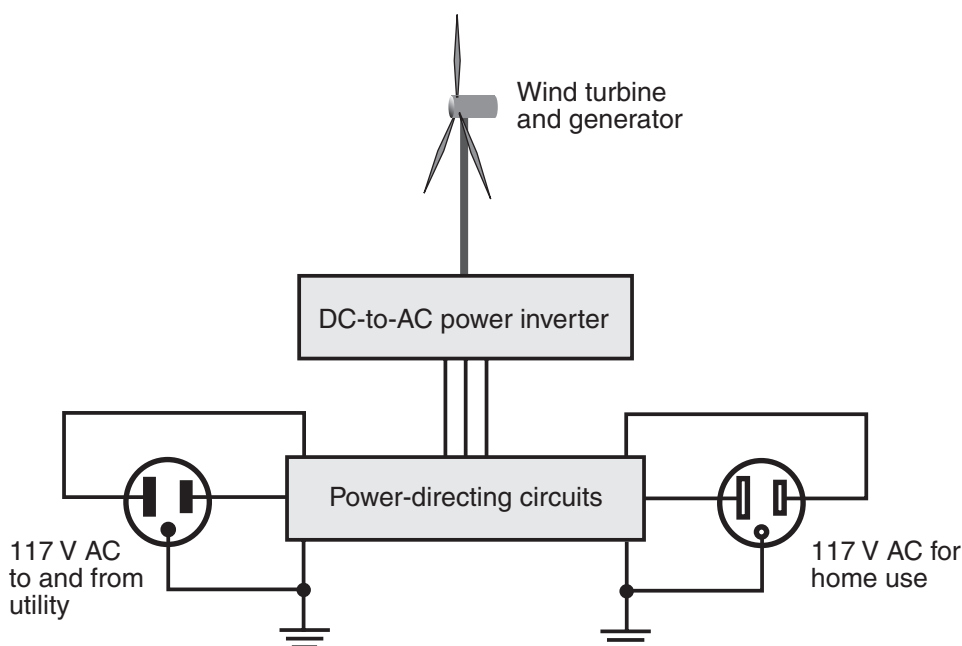 Wind turbine
and generator
DC-to-AC power inverter
Power-directing circuits
117 V AC
to and from
utility
117 V AC for
home use